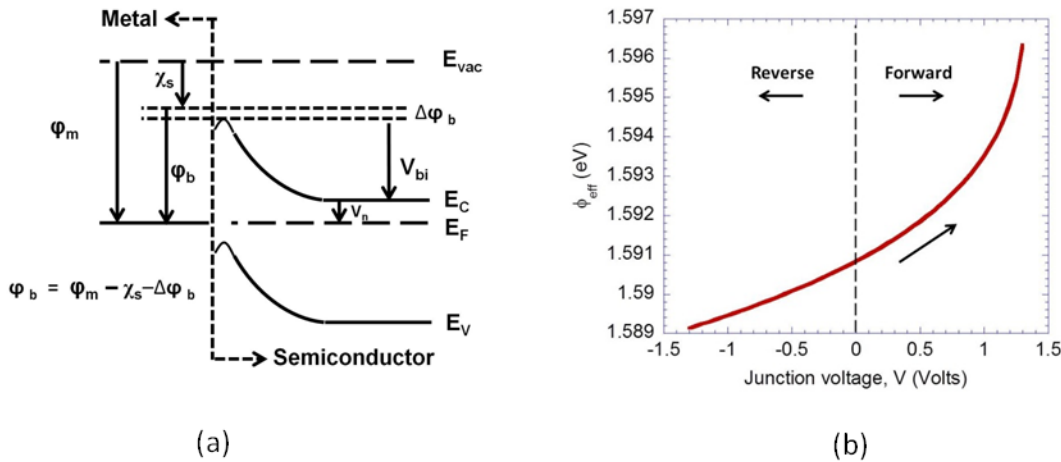 Metal
E_vac
χ_s
Δφ_b
φ_m
φ_b
V_bi
E_C
V_n
E_F
φ_b = φ_m − χ_s − Δφ_b
E_V
Semiconductor
(a)
1.597
1.596
1.595
1.594
1.593
1.592
1.591
1.59
1.589
ϕ_eff (eV)
Reverse
Forward
-1.5
-1
-0.5
0
0.5
1
1.5
Junction voltage, V (Volts)
(b)